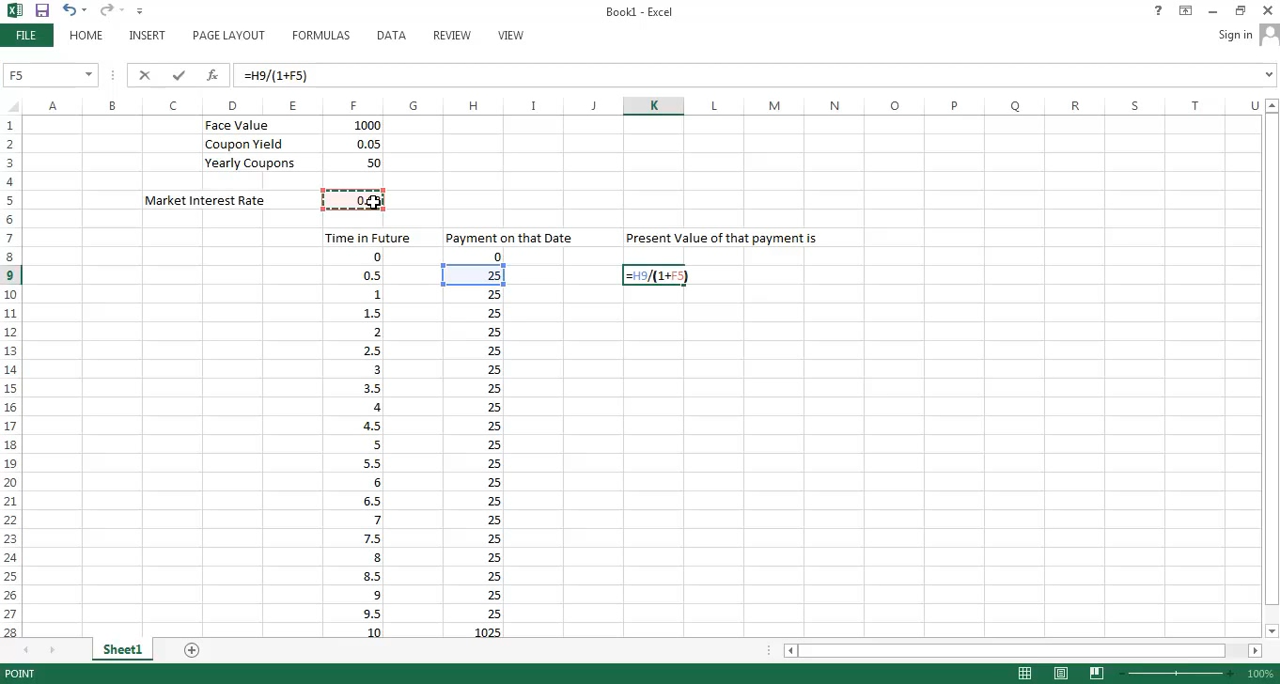 Book1 - Excel
Sign in
FILE HOME INSERT PAGE LAYOUT FORMULAS DATA REVIEW VIEW
F5 =H9/(1+F5)
A B C D E F G H I J K L M N O P Q R S T U
1 Face Value 1000
2 Coupon Yield 0.05
3 Yearly Coupons 50
4
5 Market Interest Rate
6
7 Time in Future Payment on that Date Present Value of that payment is
8 0 0
9 0.5 25 =H9/(1+F5)
10 1 25
11 1.5 25
12 2 25
13 2.5 25
14 3 25
15 3.5 25
16 4 25
17 4.5 25
18 5 25
19 5.5 25
20 6 25
21 6.5 25
22 7 25
23 7.5 25
24 8 25
25 8.5 25
26 9 25
27 9.5 25
28 10 1025
Sheet1
POINT 100%